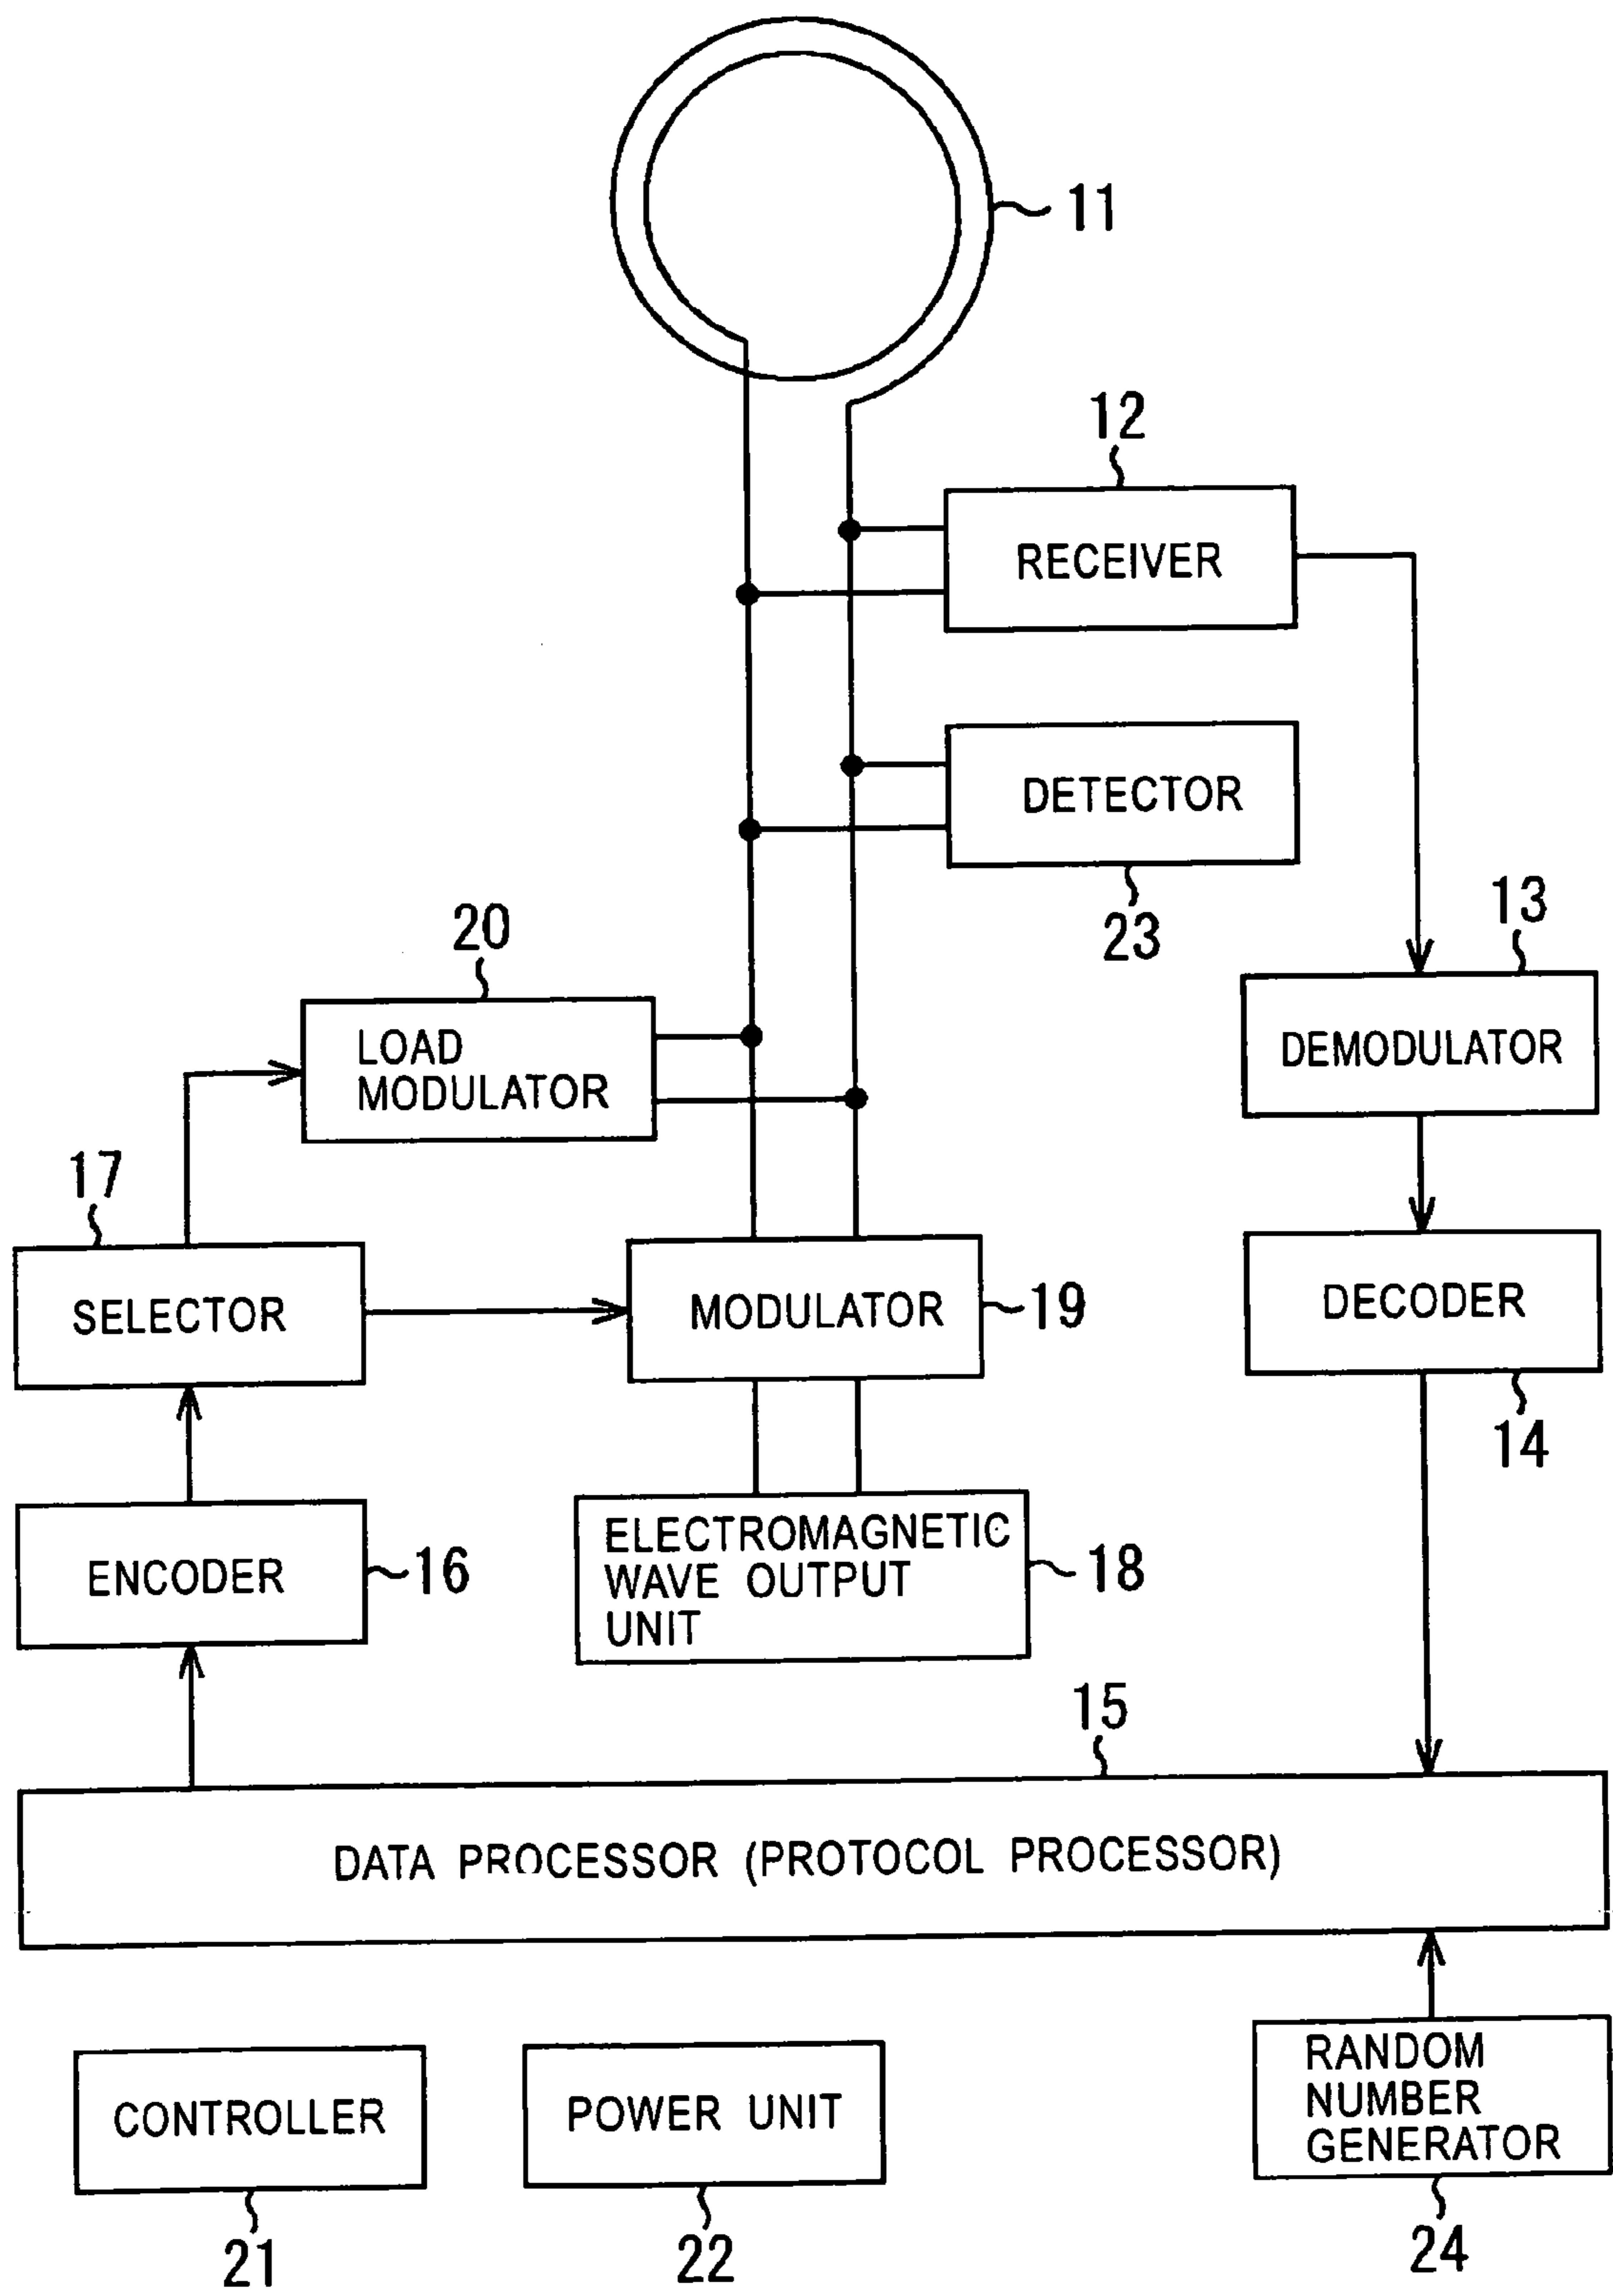 11
12
RECEIVER
DETECTOR
23
13
DEMODULATOR
20
LOAD
MODULATOR
17
SELECTOR
MODULATOR
19
DECODER
14
ENCODER
16
ELECTROMAGNETIC
WAVE OUTPUT
UNIT
18
15
DATA PROCESSOR (PROTOCOL PROCESSOR)
CONTROLLER
21
POWER UNIT
22
RANDOM
NUMBER
GENERATOR
24